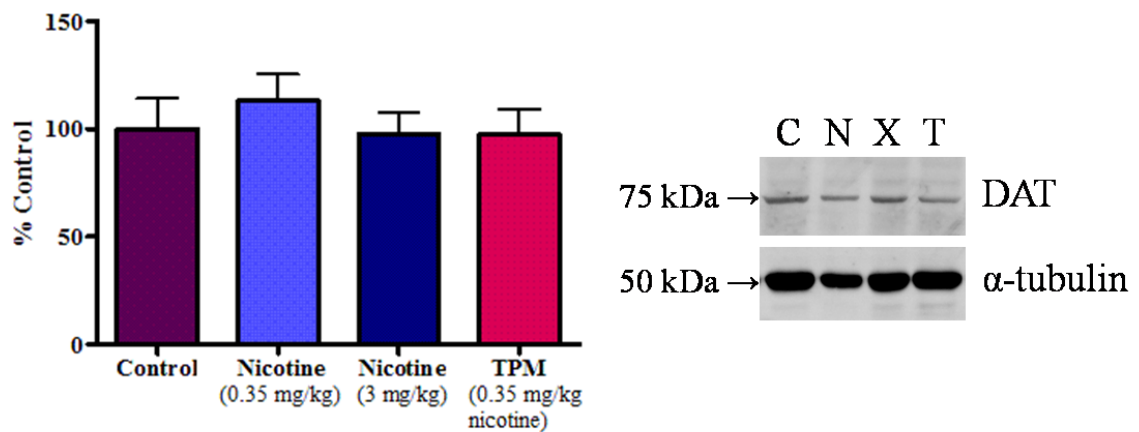 150
100
50
0
% Control
Control
Nicotine
(0.35 mg/kg)
Nicotine
(3 mg/kg)
TPM
(0.35 mg/kg
nicotine)
C N X T
75 kDa → DAT
50 kDa → α-tubulin